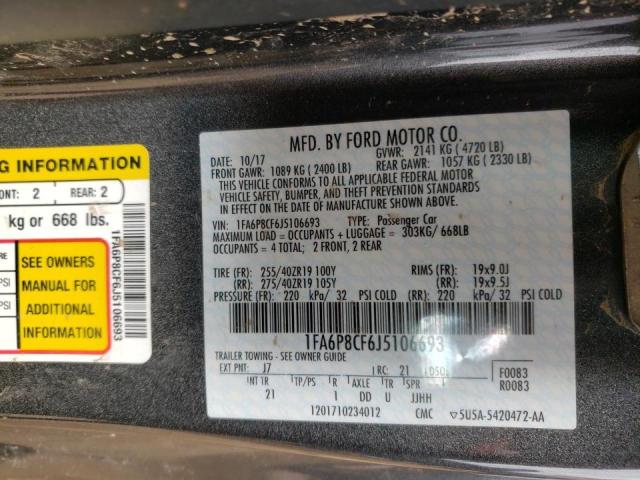 G INFORMATION
ONT: 2 REAR: 2
kg or 668 lbs.
SEE OWNERS
MANUAL FOR
ADDITIONAL
INFORMATION
1FA6P8CF6J5106693
MFD. BY FORD MOTOR CO.
10/17 GVWR: 2141 KG ( 4720 LB)
FRONT GAWR: 1089 KG ( 2400 LB) REAR GAWR: 1057 KG ( 2330 LB)
THIS VEHICLE CONFORMS TO ALL APPLICABLE FEDERAL MOTOR
VEHICLE SAFETY, BUMPER, AND THEFT PREVENTION STANDARDS
IN EFFECT ON THE DATE OF MANUFACTURE SHOWN ABOVE.
VIN: 1FA6P8CF6J5106693 TYPE: Passenger Car
MAXIMUM LOAD = OCCUPANTS + LUGGAGE = 303KG/ 668LB
OCCUPANTS = 4 TOTAL; 2 FRONT, 2 REAR
TIRE (FR): 255/40ZR19 100Y RIMS (FR): 19x9.0J
(RR): 275/40ZR19 105Y (RR): 19x9.5J
PRESSURE (FR): 220 kPa/ 32 PSI COLD (RR): 220 kPa/ 32 PSI COLD
1FA6P8CF6J5106693
TRAILER TOWING - SEE OWNER GUIDE
EXT PNT: J7 RC: 21 DSO: F0083
R0083
INT TR TP/PS R AXLE TR SPR
21 1 DD U JJHH
1201710234012 CMC ▽5U5A-5420472-AA